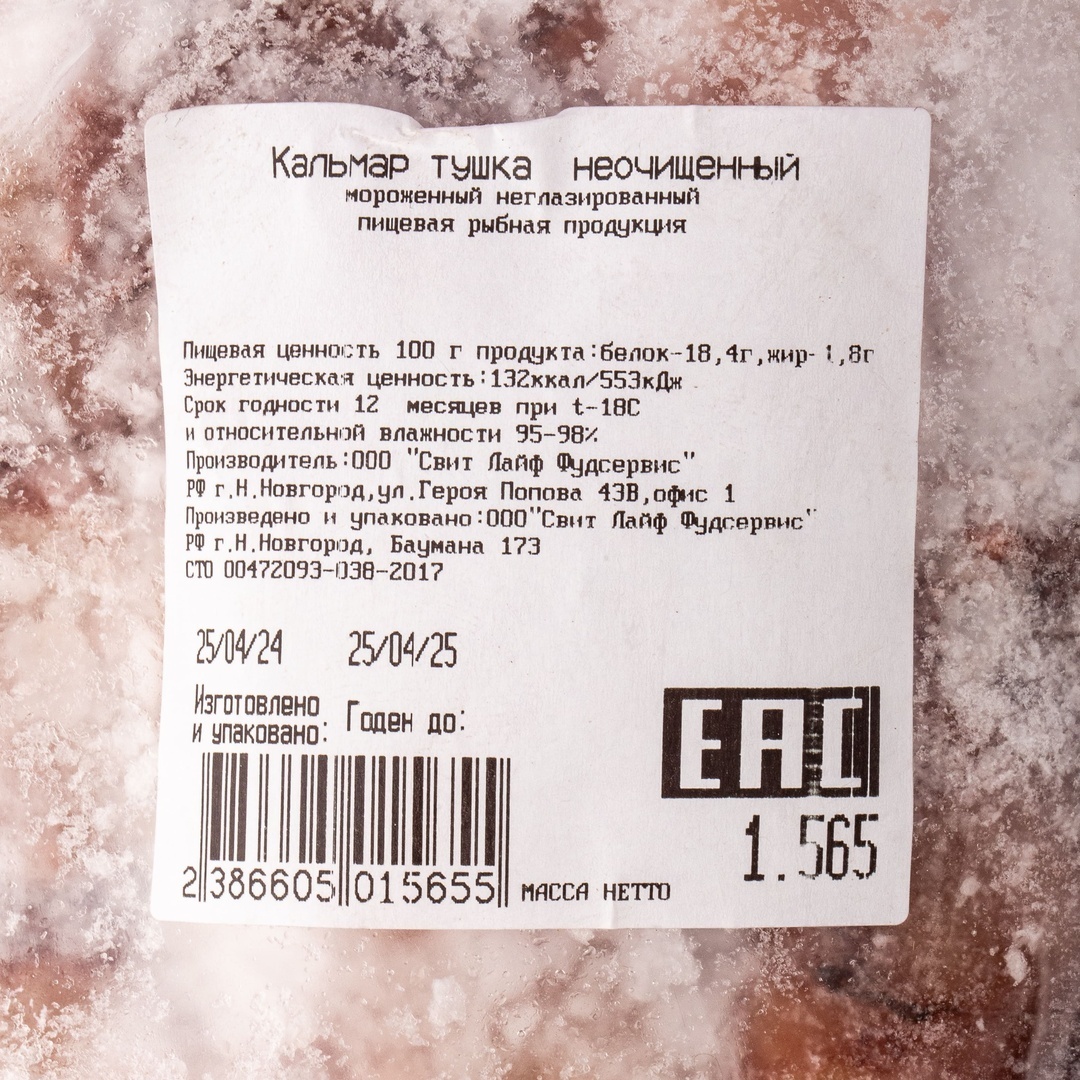 Кальмар тушка неочищенный
мороженный неглазированный
пищевая рыбная продукция
Пищевая ценность 100 г продукта:белок-18,4г,жир- 1,8г
Энергетическая ценность:132ккал/553кДж
Срок годности 12 месяцев при t-18С
и относительной влажности 95-98%
Производитель:ООО "Свит Лайф Фудсервис"
РФ г.Н.Новгород,ул.Героя Попова 43В,офис 1
Произведено и упаковано:ООО"Свит Лайф Фудсервис"
РФ г.Н.Новгород, Баумана 173
СТО 00472093-038-2017
25/04/24 25/04/25
Изготовлено
и упаковано: Годен до:
EAC
1.565
2 386605 015655 МАССА НЕТТО